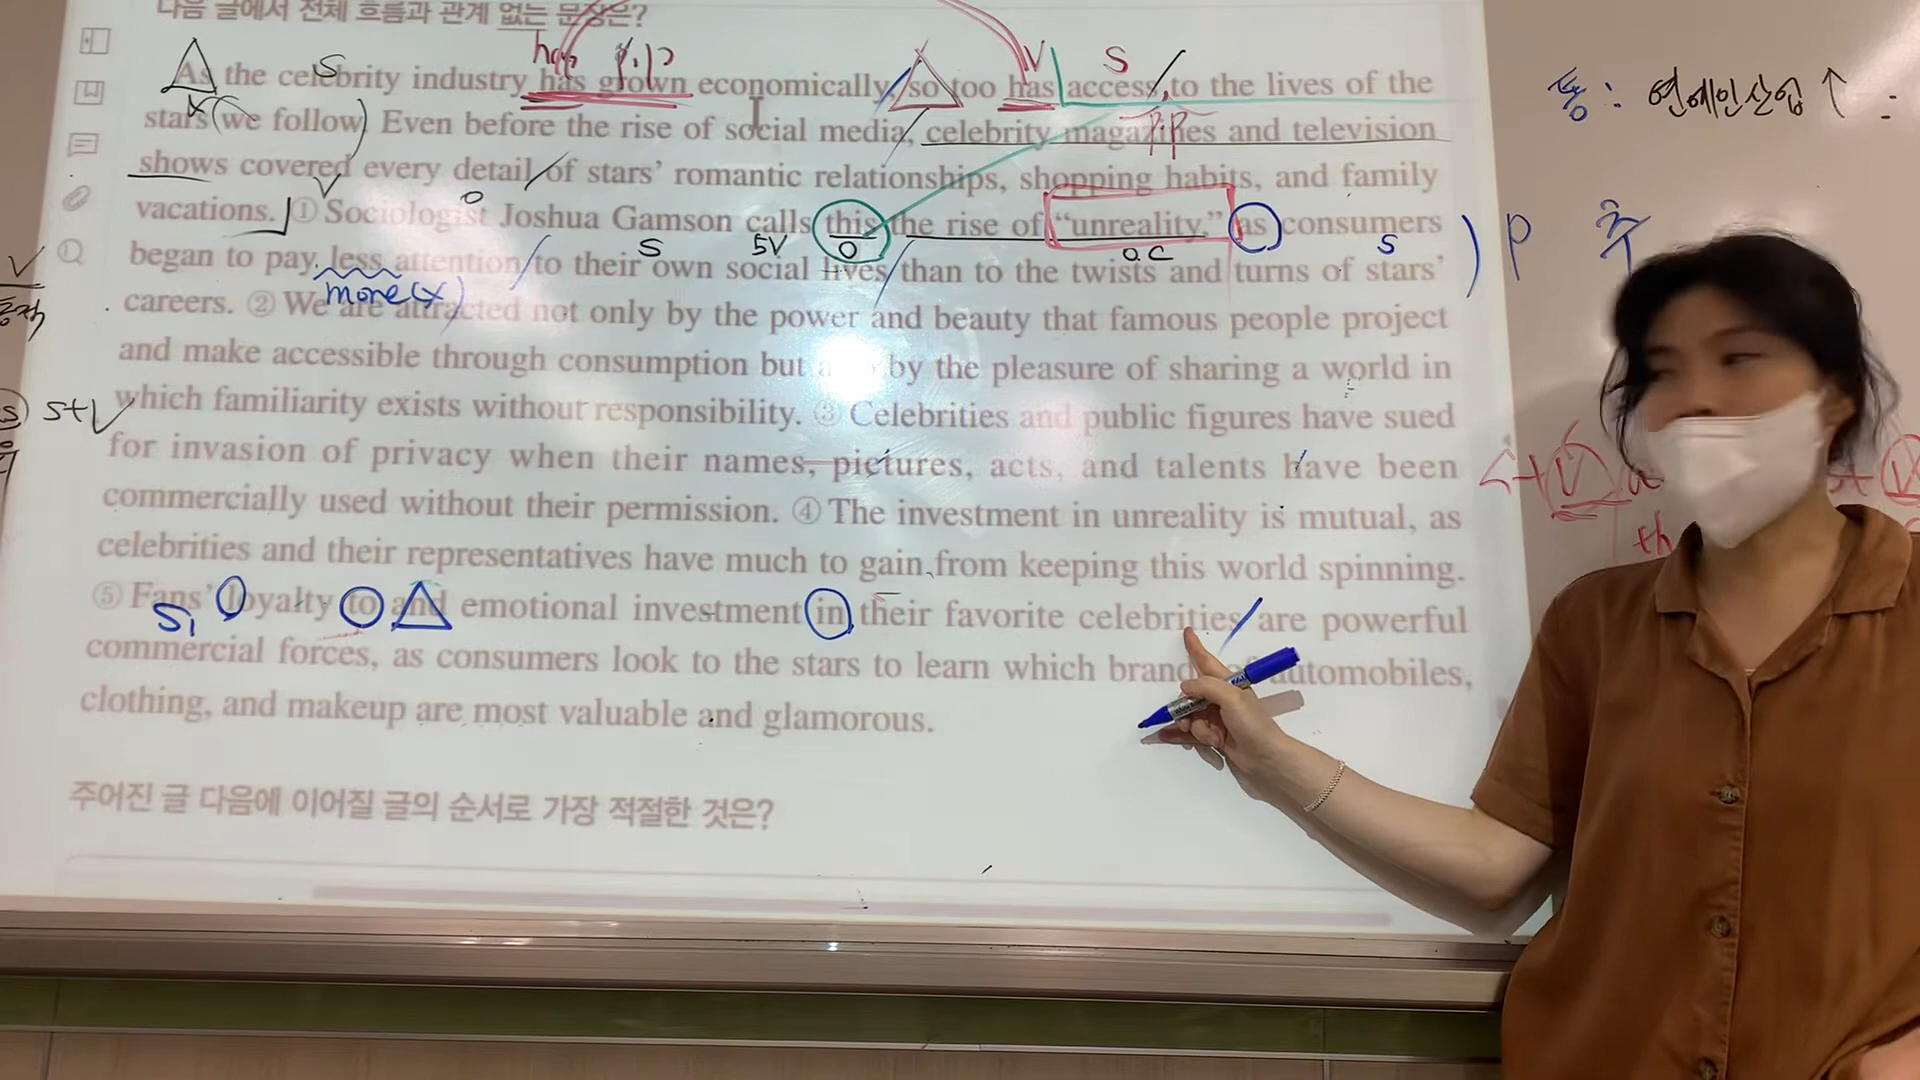 다음 글에서 전체 흐름과 관계 없는 문장은?
As the celebrity industry has grown economically, so too has access to the lives of the
stars we follow Even before the rise of social media, celebrity magazines and television
shows covered every detail of stars' romantic relationships, shopping habits, and family
vacations. ① Sociologist Joshua Gamson calls this the rise of “unreality,” as consumers
began to pay less attention to their own social lives than to the twists and turns of stars'
careers. ② We are attracted not only by the power and beauty that famous people project
and make accessible through consumption but by the pleasure of sharing a world in
which familiarity exists without responsibility. ③ Celebrities and public figures have sued
for invasion of privacy when their names, pictures, acts, and talents have been
commercially used without their permission. ④ The investment in unreality is mutual, as
celebrities and their representatives have much to gain from keeping this world spinning.
⑤ Fans' loyalty to and emotional investment in their favorite celebrities are powerful
commercial forces, as consumers look to the stars to learn which brands of automobiles,
clothing, and makeup are most valuable and glamorous.
주어진 글 다음에 이어질 글의 순서로 가장 적절한 것은?
has p.p
S
V
S
p.p
V
O
S
5V
O
O.C
S
more(x)
S+V
S
통: 연예인산업↑ :
P
th